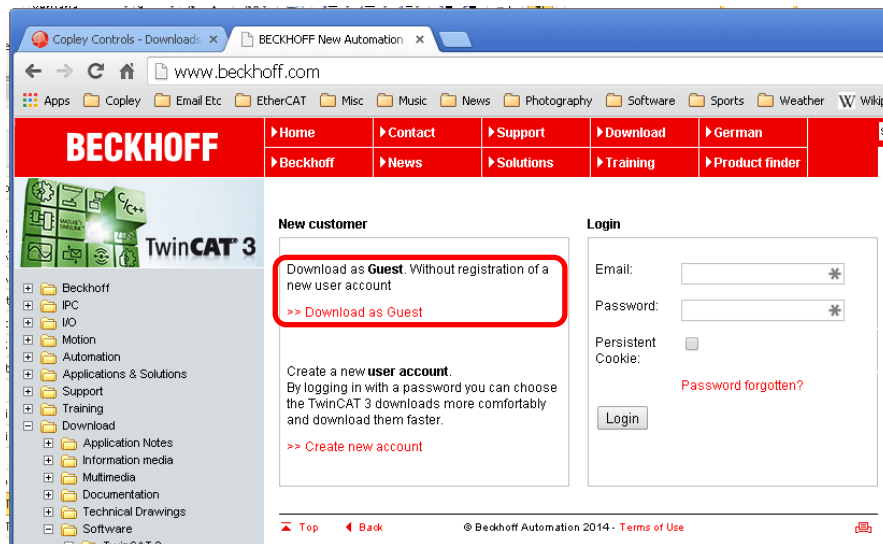 Copley Controls - Downloads
BECKHOFF New Automation
www.beckhoff.com
Apps Copley Email Etc EtherCAT Misc Music News Photography Software Sports Weather Wikip
BECKHOFF
Home Contact Support Download German
Beckhoff News Solutions Training Product finder
C/C++
TwinCAT® 3
Beckhoff
IPC
I/O
Motion
Automation
Applications & Solutions
Support
Training
Download
Application Notes
Information media
Multimedia
Documentation
Technical Drawings
Software
New customer
Download as Guest. Without registration of a
new user account
>> Download as Guest
Create a new user account.
By logging in with a password you can choose
the TwinCAT 3 downloads more comfortably
and download them faster.
>> Create new account
Login
Email:
Password:
Persistent
Cookie:
Password forgotten?
Login
Top Back © Beckhoff Automation 2014 - Terms of Use